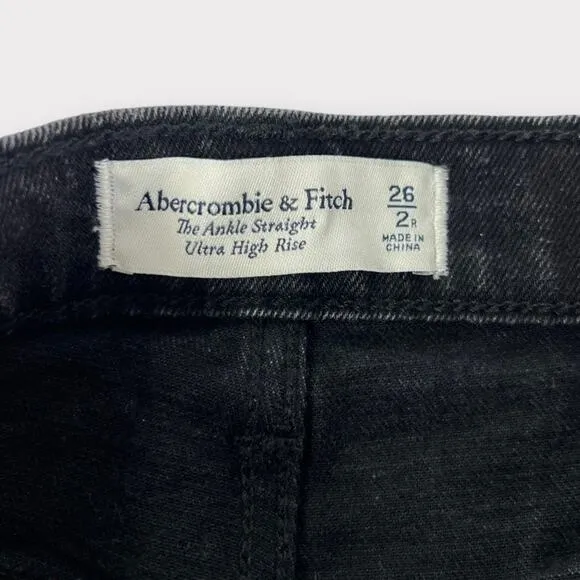 Abercrombie & Fitch
The Ankle Straight
Ultra High Rise
26
2R
MADE IN
CHINA